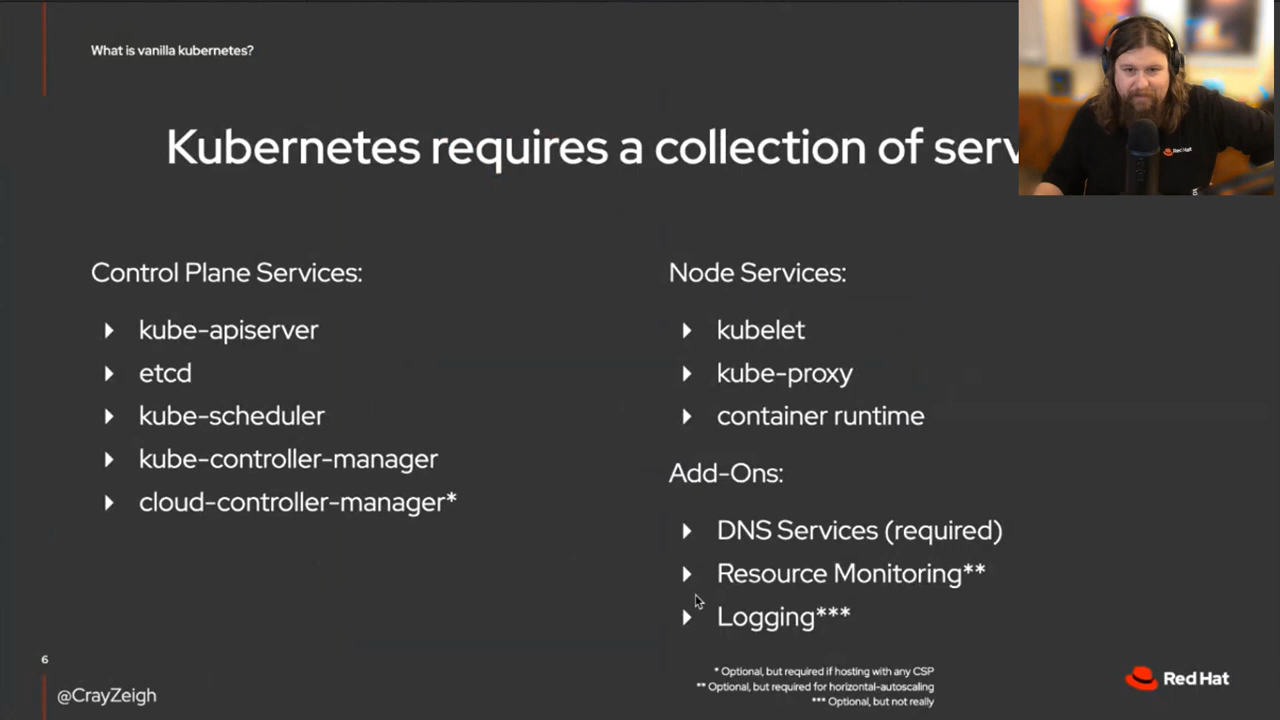 What is vanilla kubernetes?
Kubernetes requires a collection of serv
Control Plane Services:
kube-apiserver
etcd
kube-scheduler
kube-controller-manager
cloud-controller-manager*
Node Services:
kubelet
kube-proxy
container runtime
Add-Ons:
DNS Services (required)
Resource Monitoring**
Logging***
* Optional, but required if hosting with any CSP
** Optional, but required for horizontal-autoscaling
*** Optional, but not really
6
@CrayZeigh
Red Hat
Red Hat